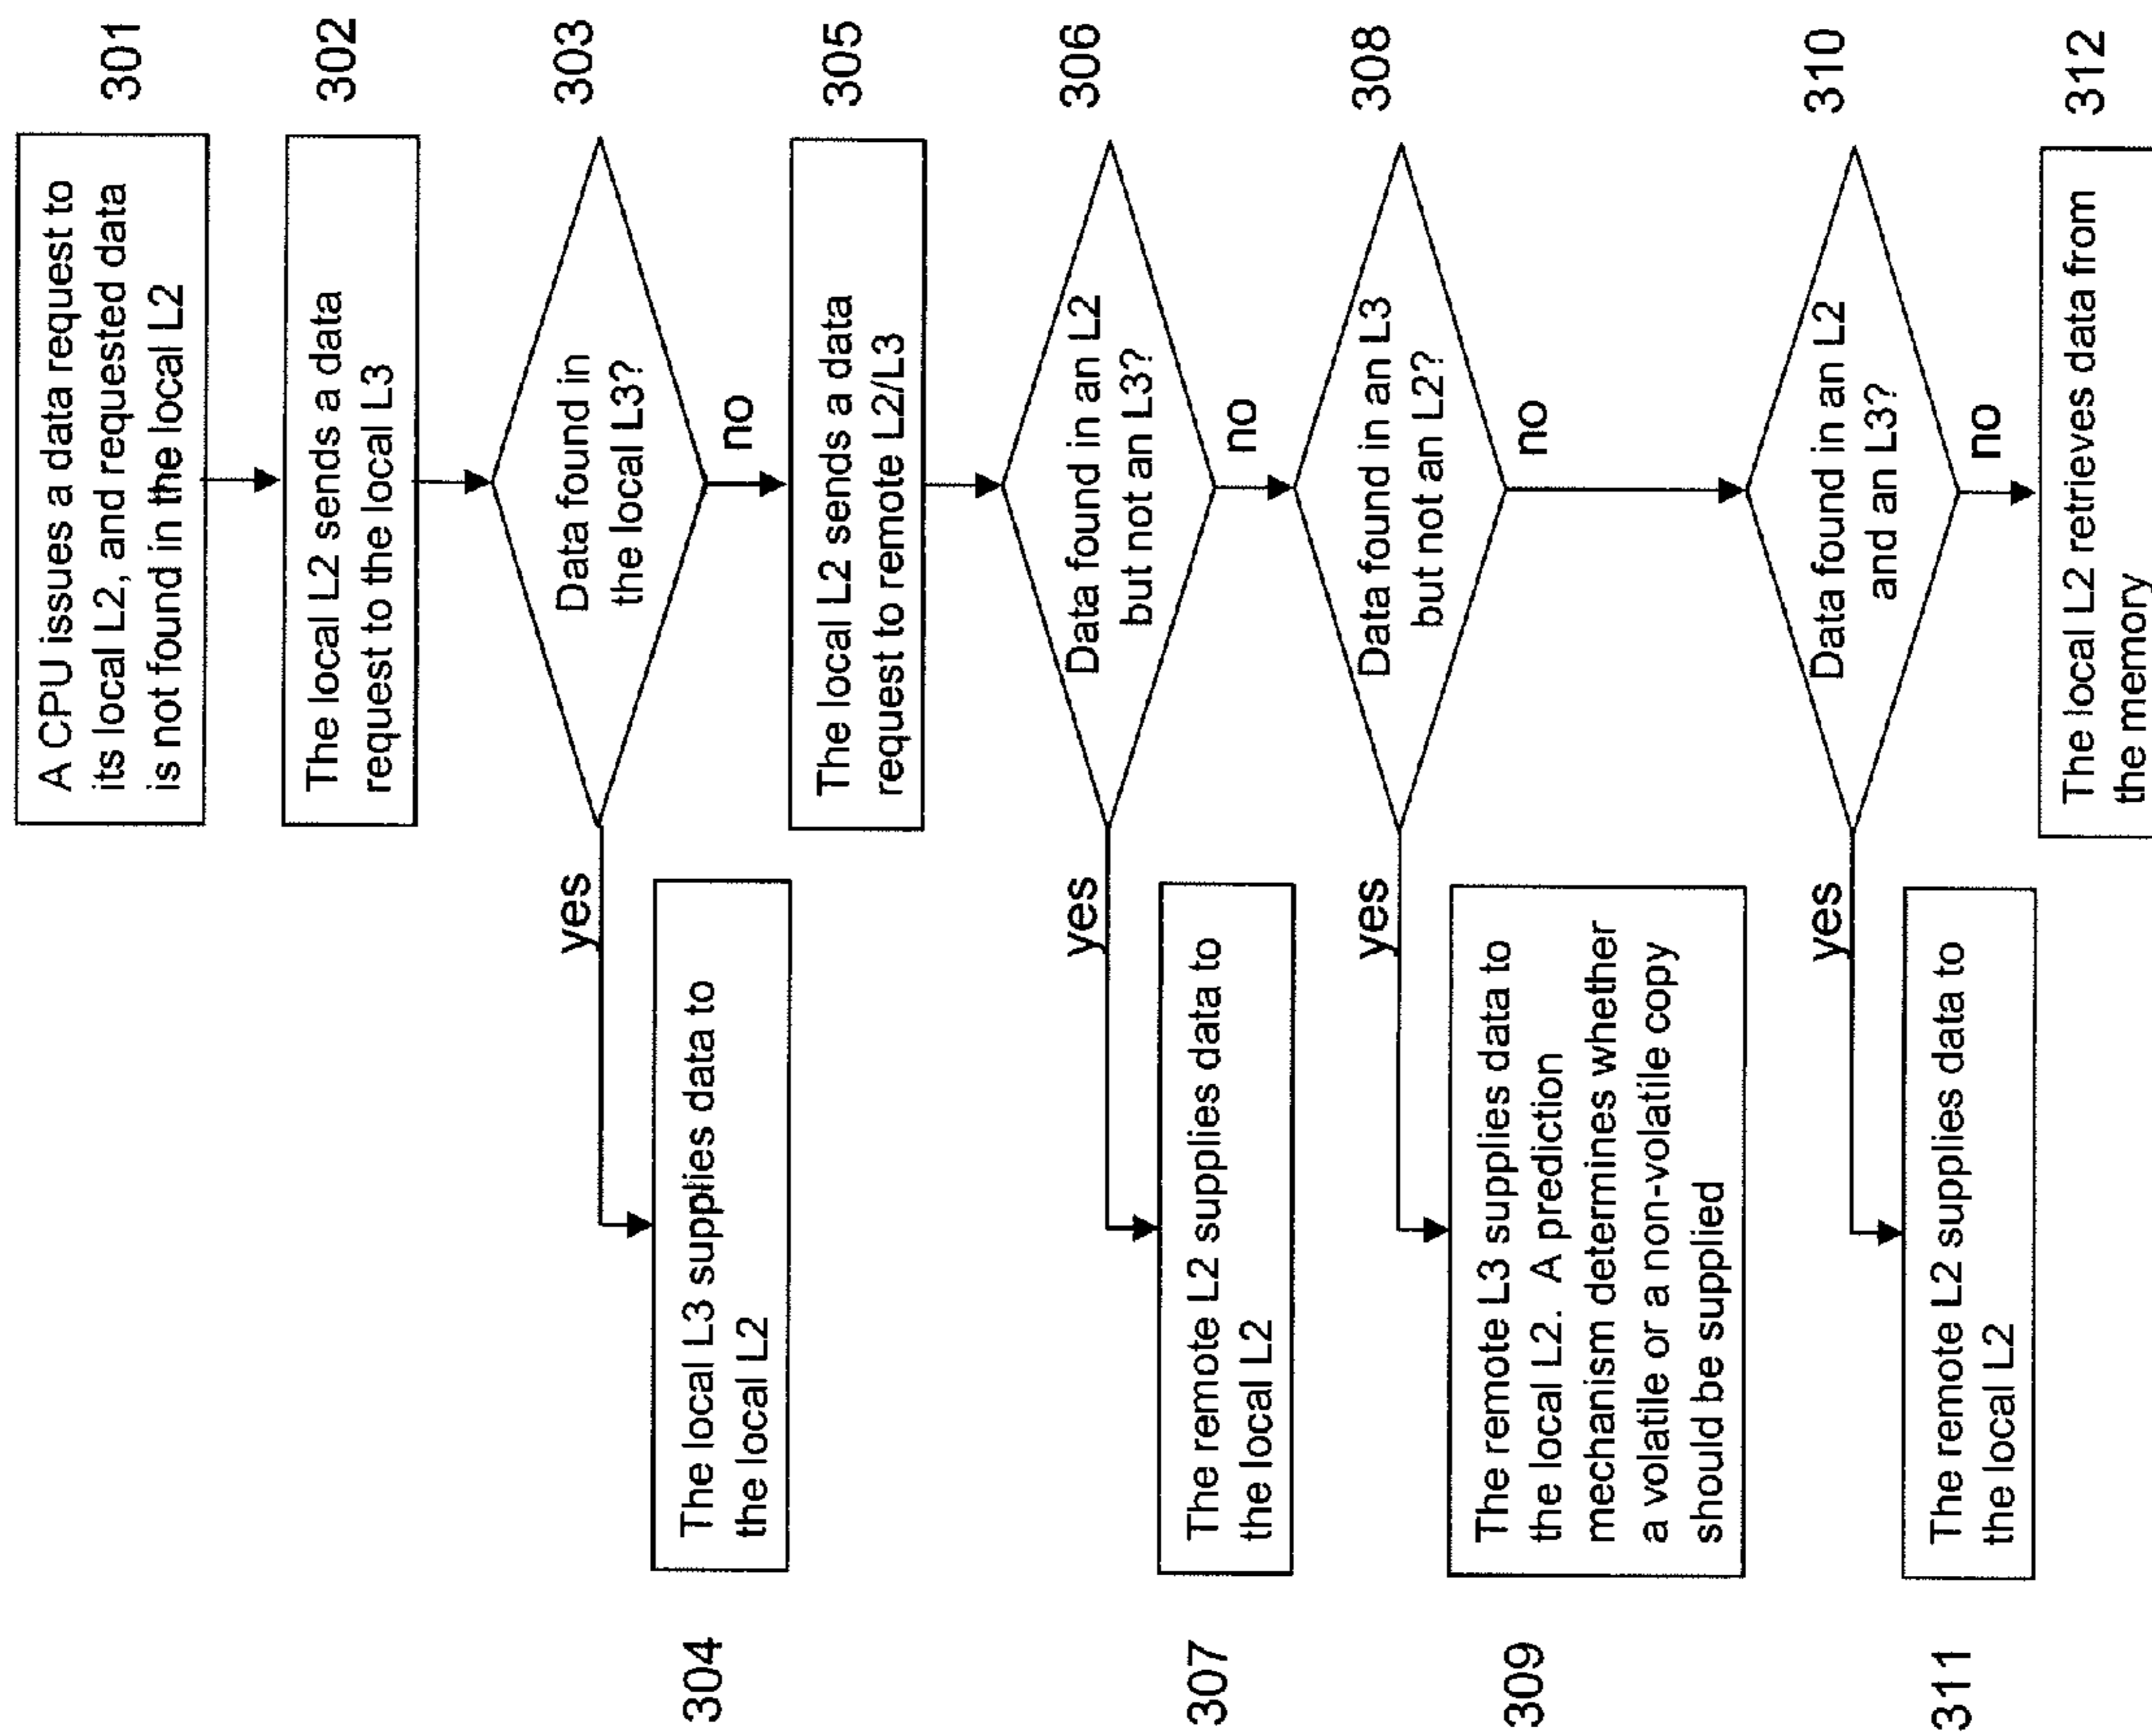 A CPU issues a data request to
its local L2, and requested data
is not found in the local L2
301
The local L2 sends a data
request to the local L3
302
Data found in
the local L3?
303
yes
no
The local L3 supplies data to
the local L2
304
The local L2 sends a data
request to remote L2/L3
305
Data found in an L2
but not an L3?
306
yes
no
The remote L2 supplies data to
the local L2
307
Data found in an L3
but not an L2?
308
yes
no
The remote L3 supplies data to
the local L2. A prediction
mechanism determines whether
a volatile or a non-volatile copy
should be supplied
309
Data found in an L2
and an L3?
310
yes
no
The remote L2 supplies data to
the local L2
311
The local L2 retrieves data from
the memory
312